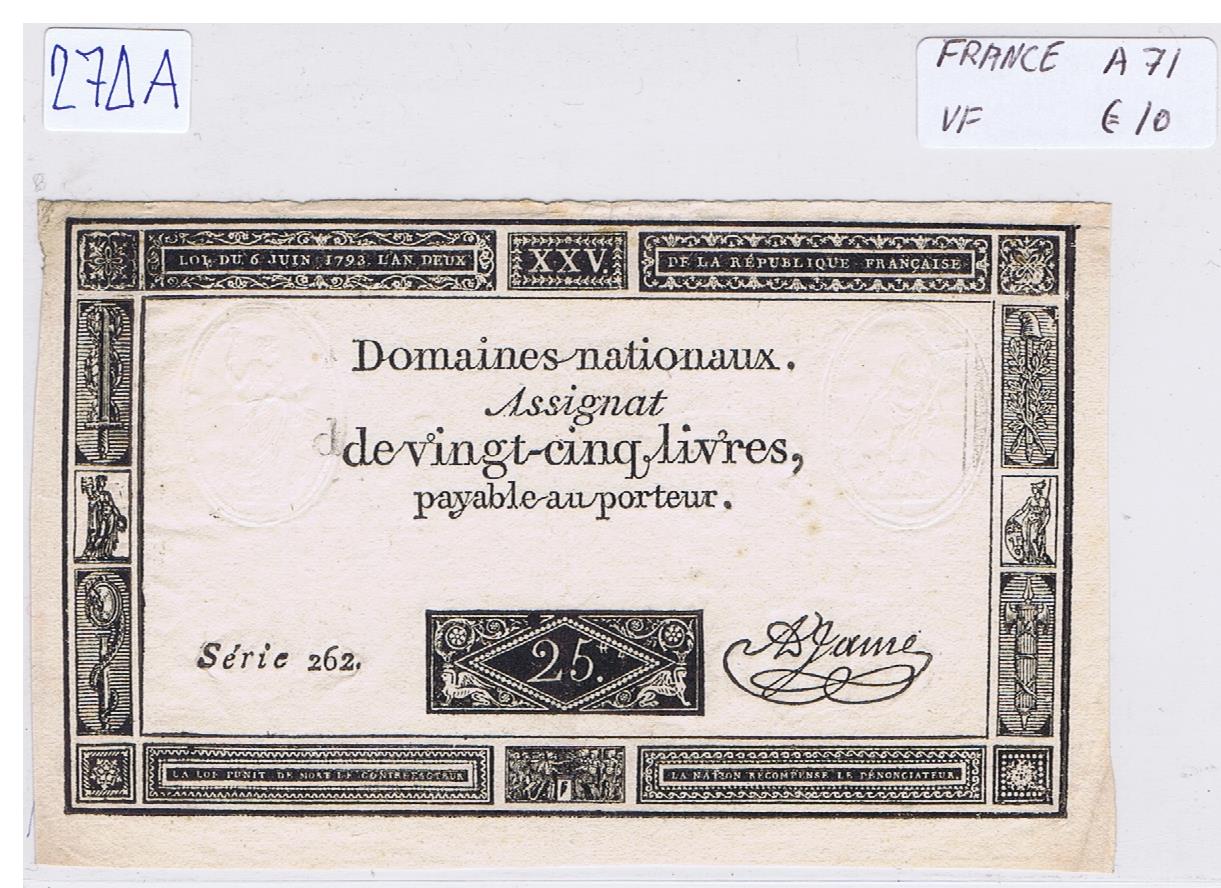 27ΔA
FRANCE A 71
VF € 10
LOI DU 6 JUIN 1793. L'AN DEUX
XXV.
DE LA RÉPUBLIQUE FRANÇAISE
Domaines nationaux.
Assignat
de vingt-cinq livres,
payable au porteur.
Série 262.
25.
A Jame
LA LOI PUNIT DE MORT LE CONTREFACTEUR
LA NATION RÉCOMPENSE LE DÉNONCIATEUR.